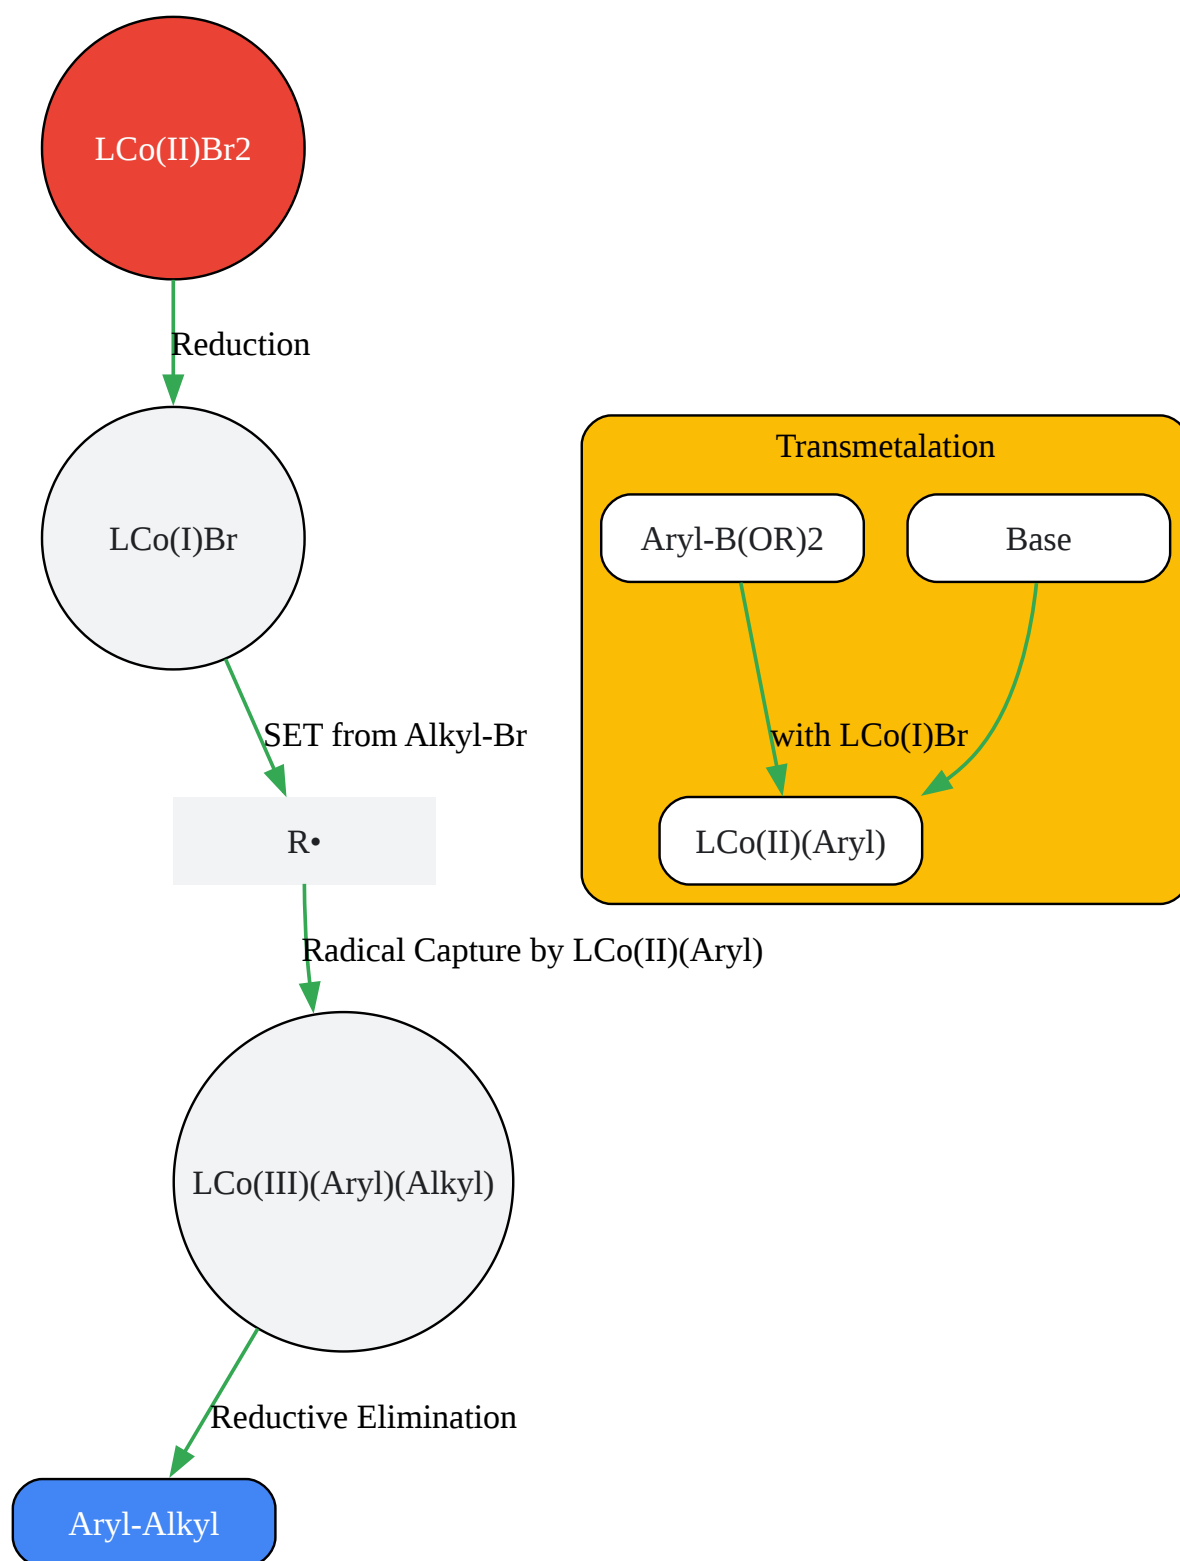 LCo(II)Br2
Reduction
LCo(I)Br
Transmetalation
Aryl-B(OR)2
Base
SET from Alkyl-Br
with LCo(I)Br
R•
LCo(II)(Aryl)
Radical Capture by LCo(II)(Aryl)
LCo(III)(Aryl)(Alkyl)
Reductive Elimination
Aryl-Alkyl